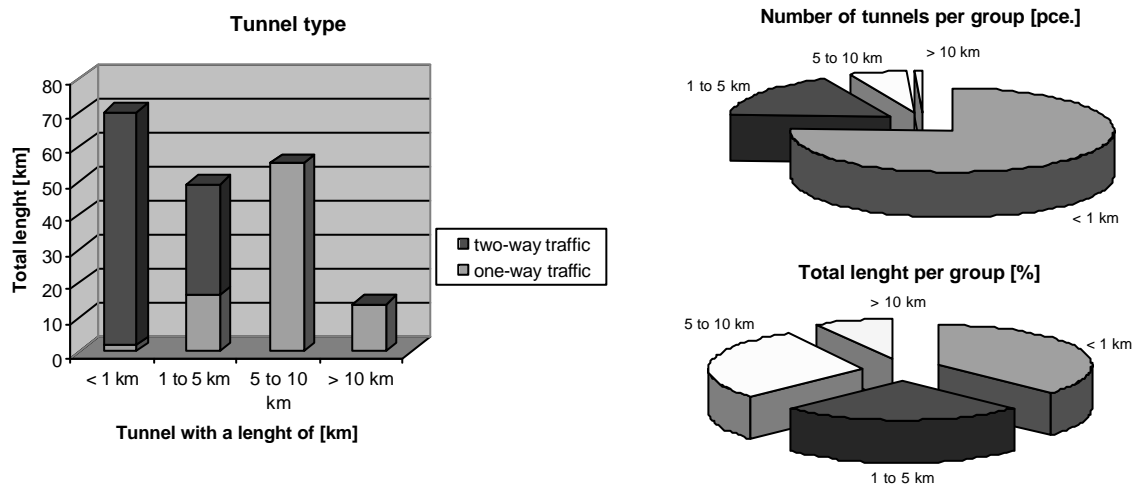 Tunnel type
Total lenght [km]
80
70
60
50
40
30
20
10
0
< 1 km
1 to 5 km
5 to 10
km
> 10 km
Tunnel with a lenght of [km]
two-way traffic
one-way traffic
Number of tunnels per group [pce.]
> 10 km
5 to 10 km
1 to 5 km
< 1 km
Total lenght per group [%]
> 10 km
5 to 10 km
< 1 km
1 to 5 km